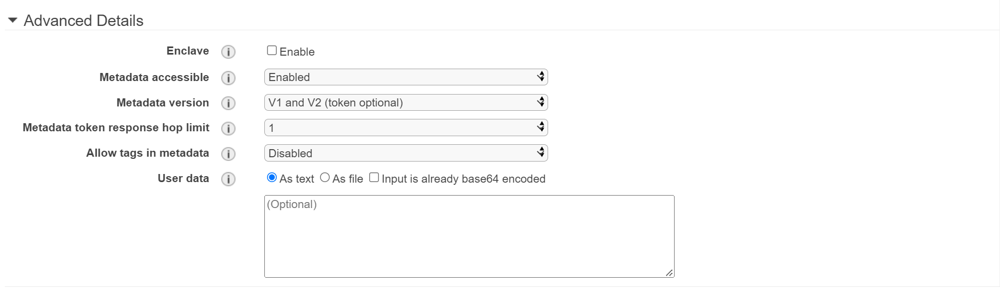 Advanced Details
Enclave Enable
Metadata accessible Enabled
Metadata version V1 and V2 (token optional)
Metadata token response hop limit 1
Allow tags in metadata Disabled
User data As text As file Input is already base64 encoded
(Optional)